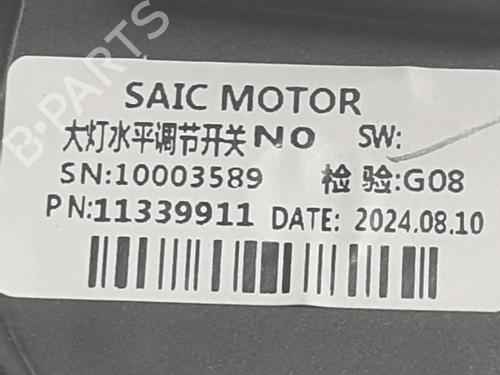 SAIC MOTOR
大灯水平调节开关 NO SW:
SN:10003589 检 验:G08
PN:11339911 DATE: 2024.08.10
B-PARTS